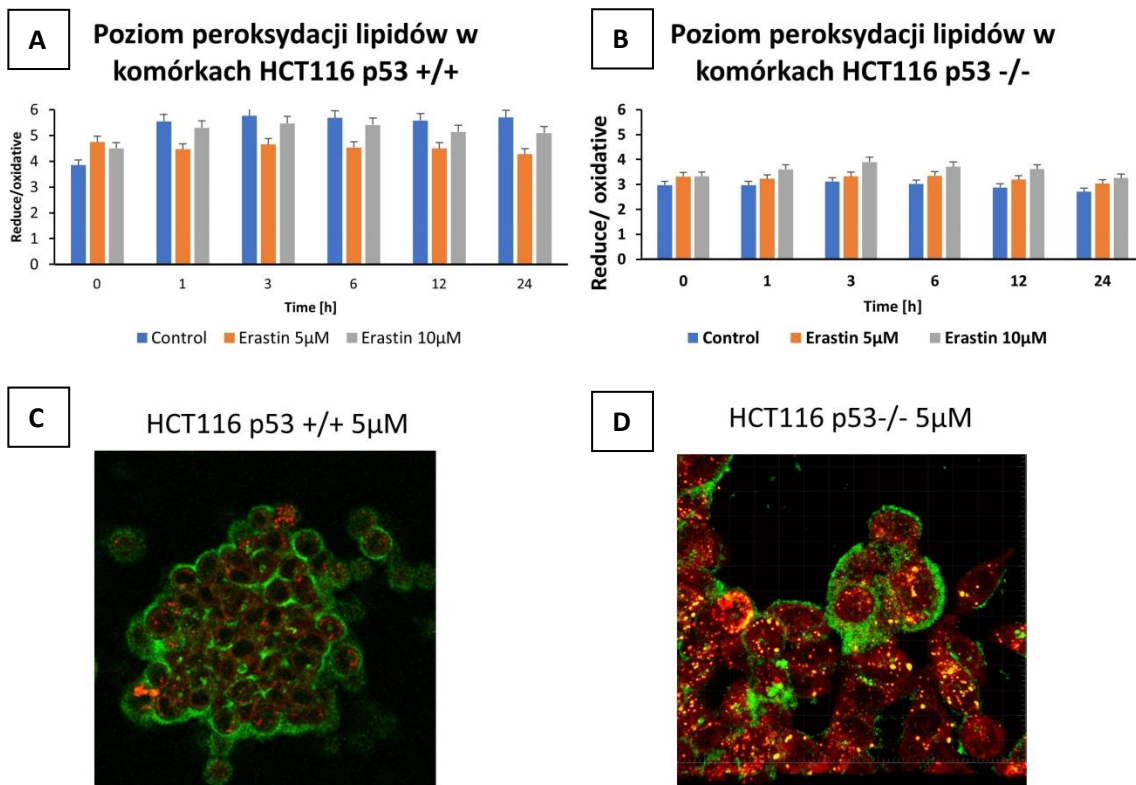 A
Poziom peroksydacji lipidów w
komórkach HCT116 p53 +/+
Reduce/oxidative
6
5
4
3
2
1
0
0 1 3 6 12 24
Time [h]
Control Erastin 5µM Erastin 10µM
B
Poziom peroksydacji lipidów w
komórkach HCT116 p53 -/-
Reduce/ oxidative
6
5
4
3
2
1
0
0 1 3 6 12 24
Time [h]
Control Erastin 5µM Erastin 10µM
C
HCT116 p53 +/+ 5µM
D
HCT116 p53-/- 5µM